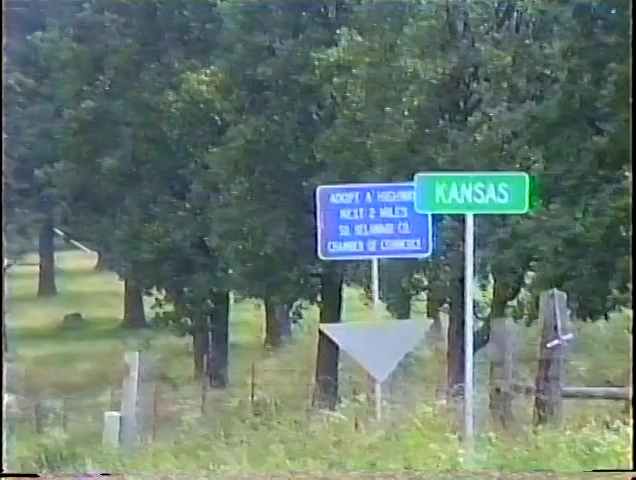 ADOPT A HIGHWAY
NEXT 2 MILES
SO. DELAWARE CO.
CHAMBER OF COMMERCE
KANSAS